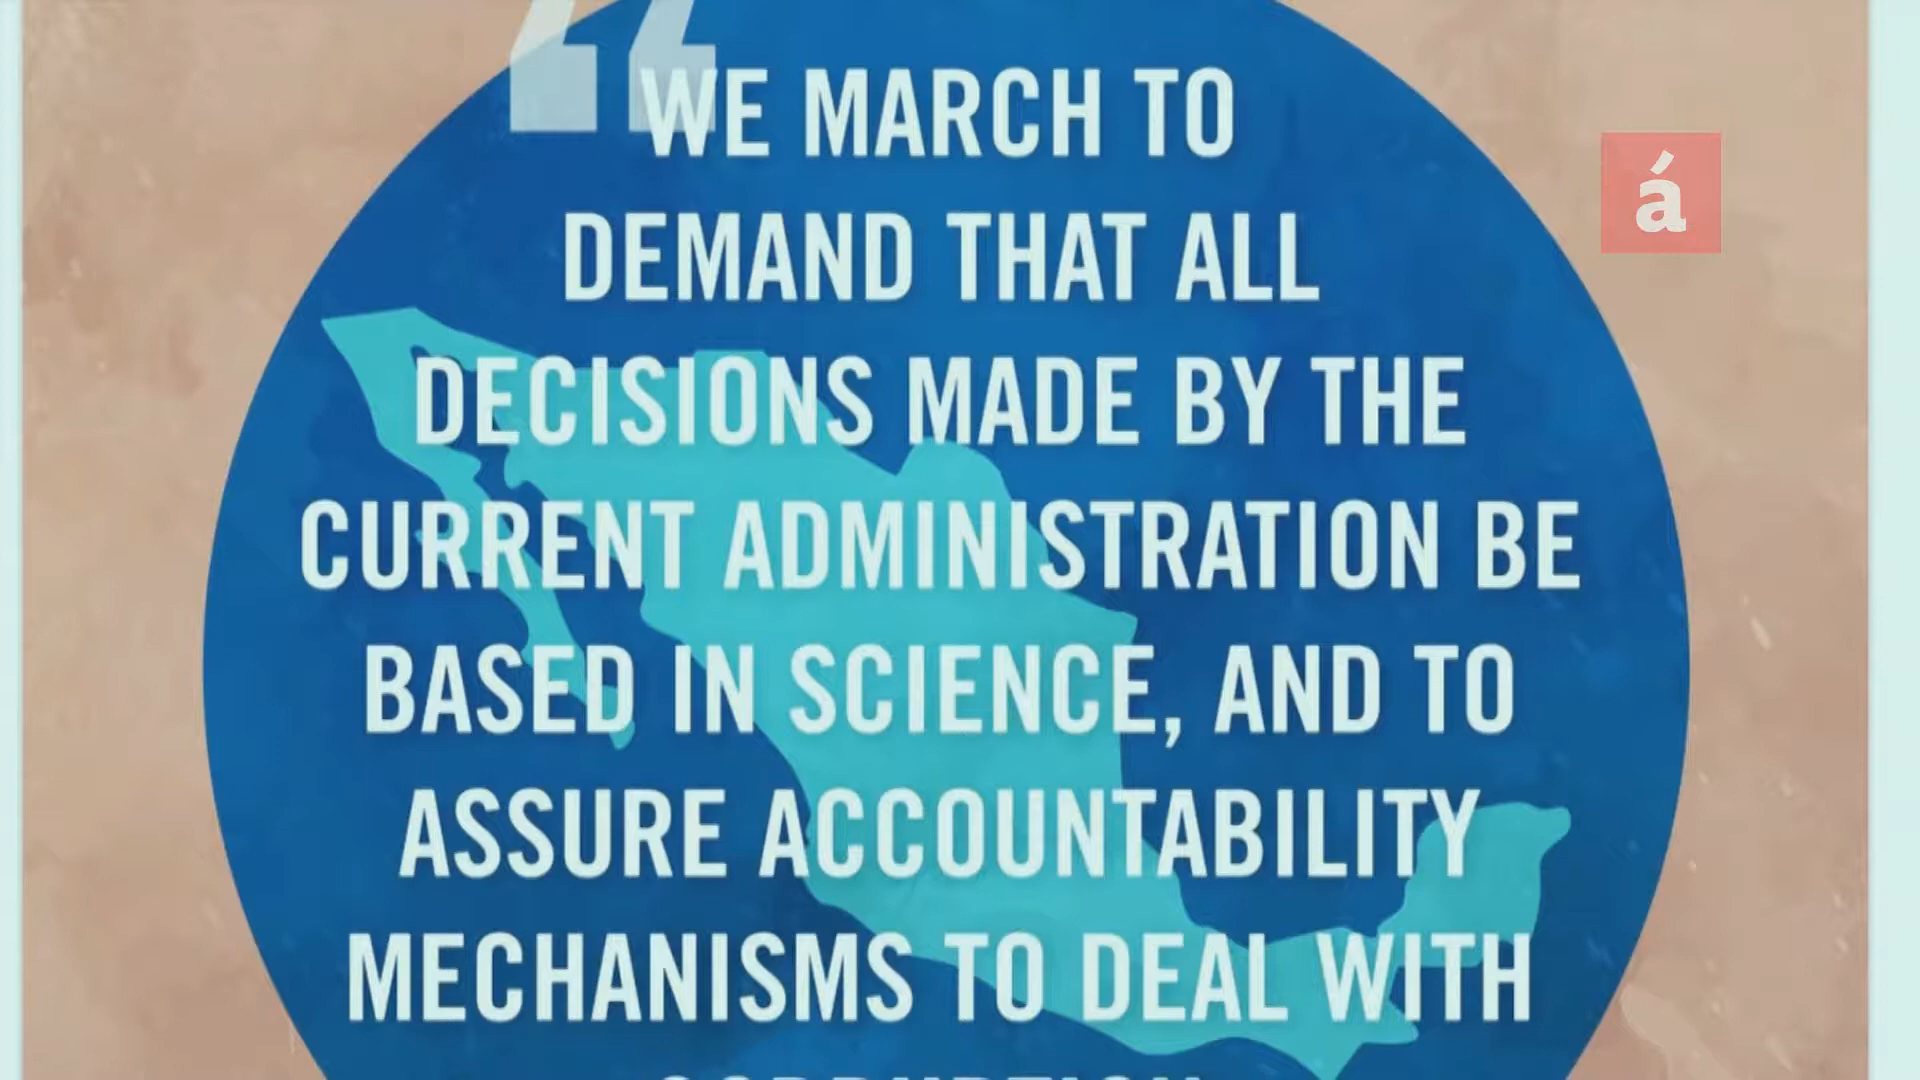 WE MARCH TO
DEMAND THAT ALL
DECISIONS MADE BY THE
CURRENT ADMINISTRATION BE
BASED IN SCIENCE, AND TO
ASSURE ACCOUNTABILITY
MECHANISMS TO DEAL WITH
á